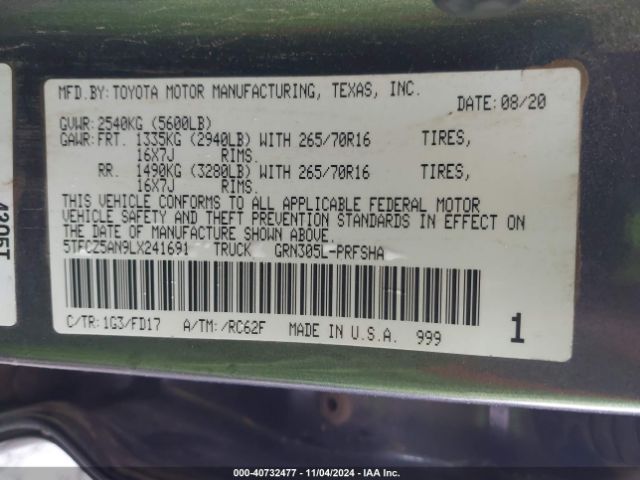 MFD.BY:TOYOTA MOTOR MANUFACTURING, TEXAS, INC.
DATE:08/20
GVWR:2540KG (5600LB)
GAWR:FRT. 1335KG (2940LB) WITH 265/70R16 TIRES,
16X7J RIMS.
RR. 1490KG (3280LB) WITH 265/70R16 TIRES,
16X7J RIMS.
THIS VEHICLE CONFORMS TO ALL APPLICABLE FEDERAL MOTOR
VEHICLE SAFETY AND THEFT PREVENTION STANDARDS IN EFFECT ON
THE DATE OF MANUFACTURE SHOWN ABOVE.
5TFCZ5AN9LX241691 TRUCK GRN305L-PRFSHA
C/TR:1G3/FD17 A/TM:/RC62F MADE IN U.S.A. 999 1
4205T
000-40732477 - 11/04/2024 - IAA Inc.